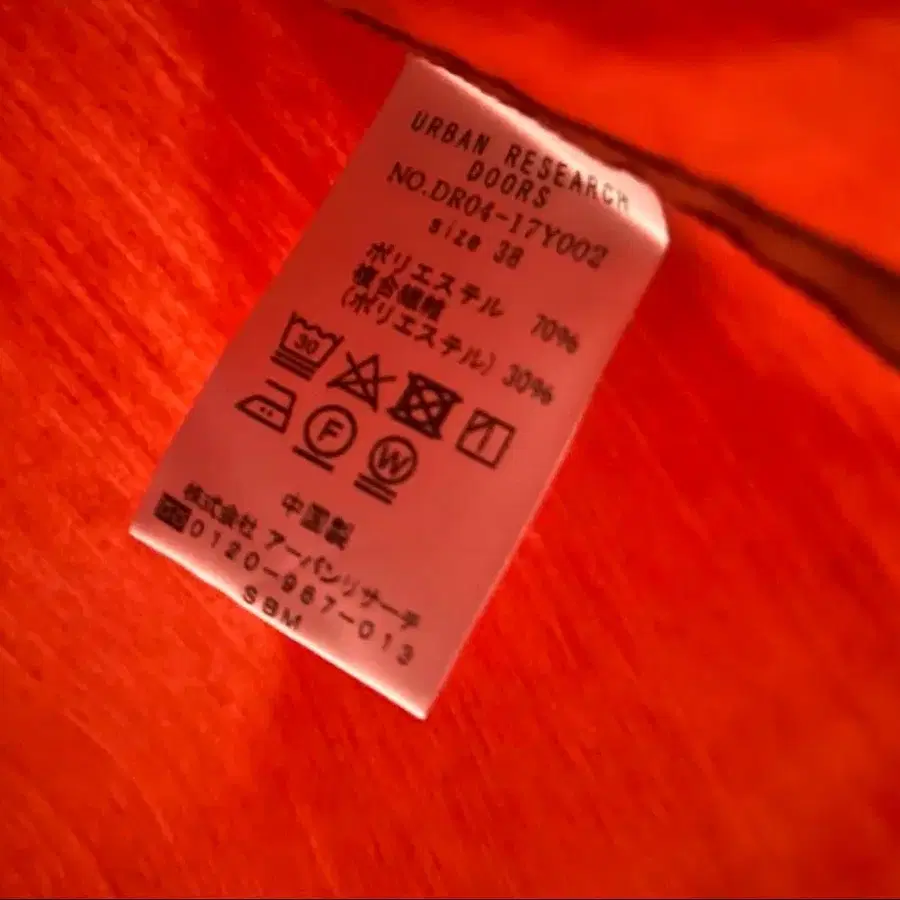 URBAN RESEARCH
DOORS
NO.DR04-17Y002
size 38
ポリエステル 70%
複合繊維
(ポリエステル) 30%
30
F
W
中国製
株式会社 アーバンリサーチ
0120-987-013
SBM